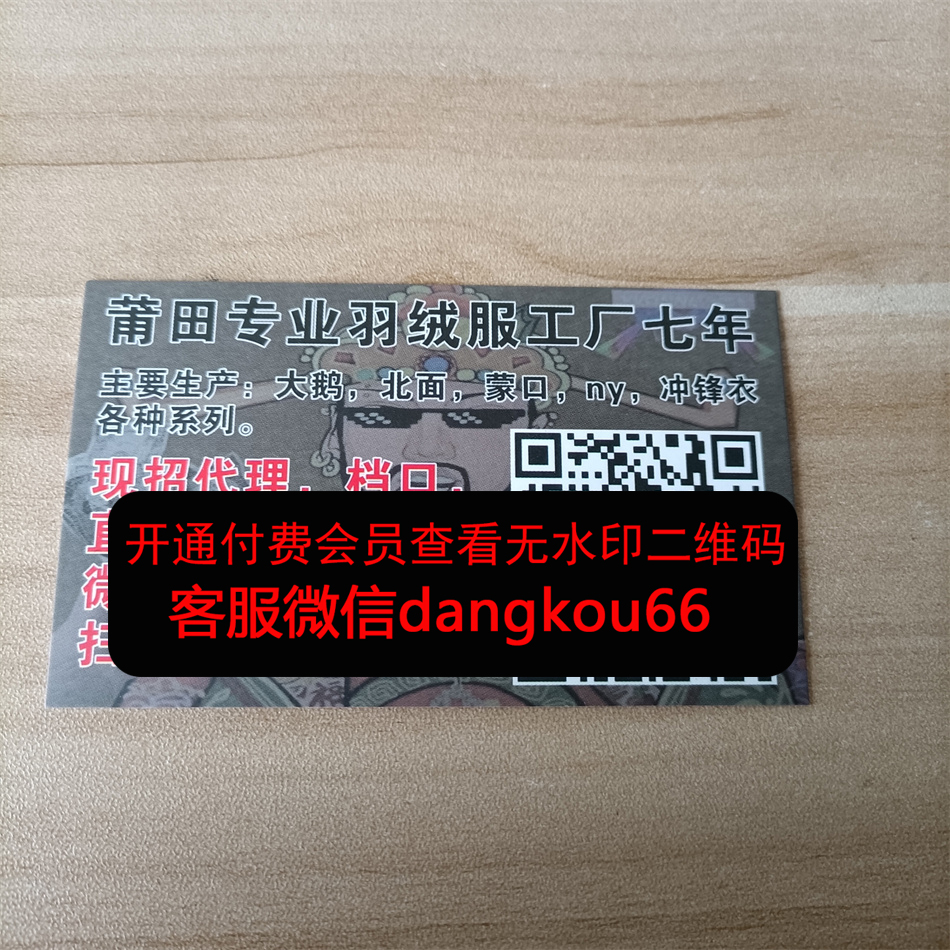 莆田专业羽绒服工厂七年
主要生产：大鹅，北面，蒙口，ny，冲锋衣
各种系列。
现招代理，档口，
开通付费会员查看无水印二维码
客服微信dangkou66